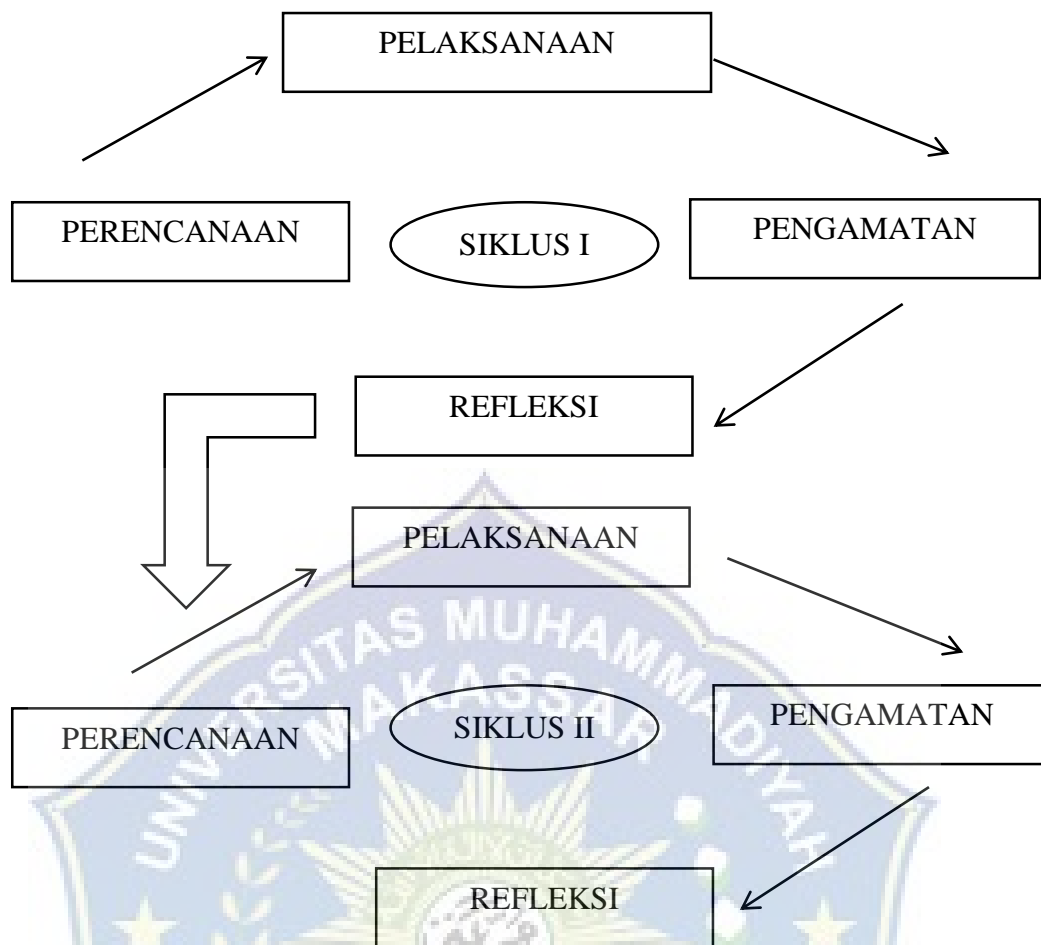 PELAKSANAAN
PERENCANAAN
SIKLUS I
PENGAMATAN
REFLEKSI
PELAKSANAAN
UNIVERSITAS MUHAMMADIYAH
MAKASSAR
PERENCANAAN
SIKLUS II
PENGAMATAN
REFLEKSI